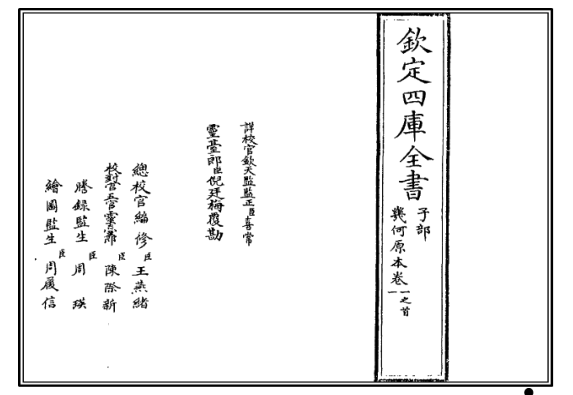 欽定四庫全書
子部
幾何原本卷一之首
詳校官欽天監監正臣喜常
靈臺郎臣倪廷梅覆勘
總校官編修臣王燕緒
校對官五官靈臺郎臣陳際新
謄錄監生臣周瑛
繪圖監生臣周履信